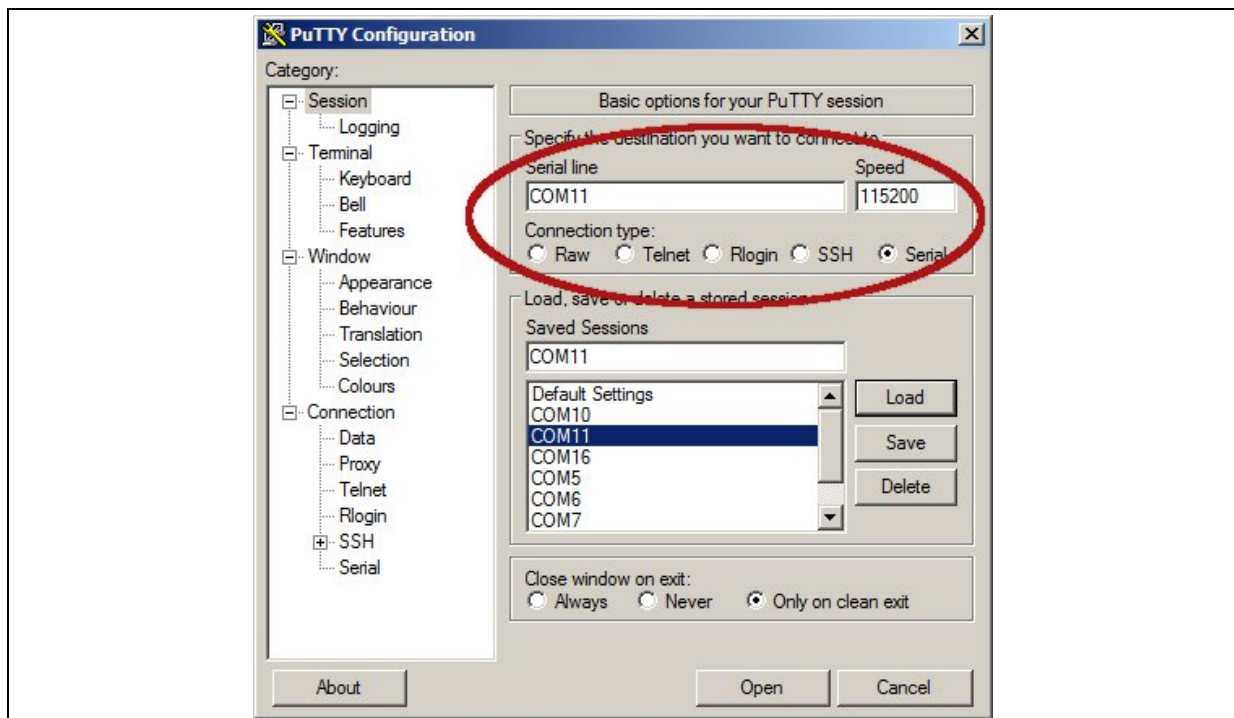 PuTTY Configuration
Category:
Session
Logging
Terminal
Keyboard
Bell
Features
Window
Appearance
Behaviour
Translation
Selection
Colours
Connection
Data
Proxy
Telnet
Rlogin
SSH
Serial
Basic options for your PuTTY session
Specify the destination you want to connect to
Serial line Speed
COM11 115200
Connection type:
Raw Telnet Rlogin SSH Serial
Load, save or delete a stored session
Saved Sessions
COM11
Default Settings
COM10
COM11
COM16
COM5
COM6
COM7
Load
Save
Delete
Close window on exit:
Always Never Only on clean exit
About Open Cancel